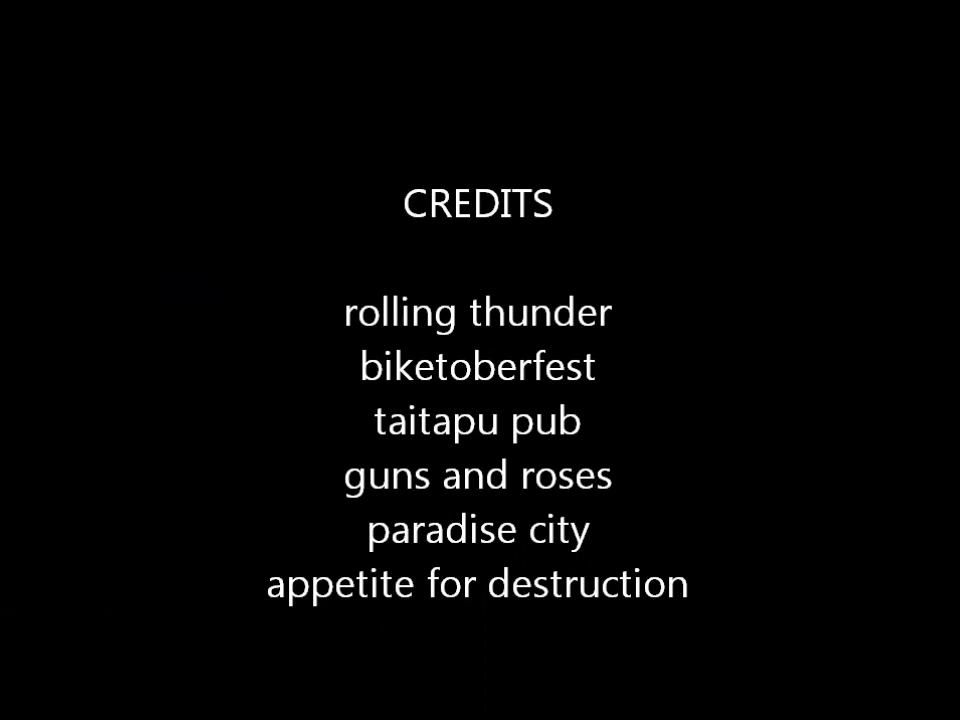 CREDITS
rolling thunder
biketoberfest
taitapu pub
guns and roses
paradise city
appetite for destruction